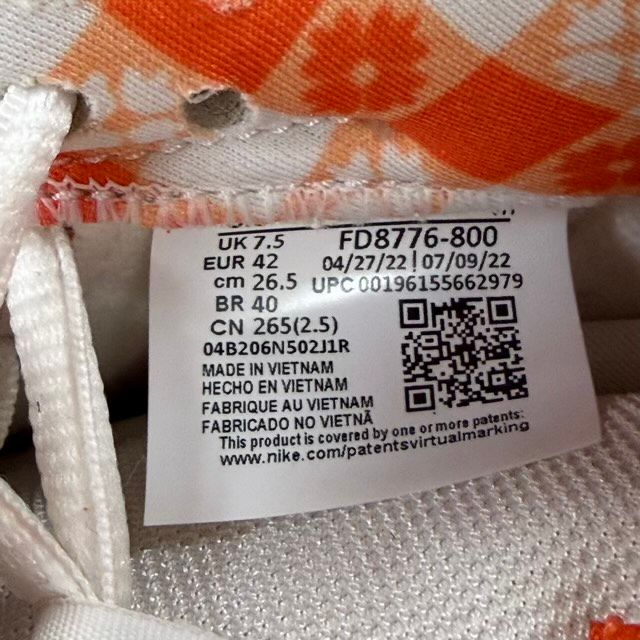 UK 7.5 FD8776-800
EUR 42 04/27/22 | 07/09/22
cm 26.5 UPC 00196155662979
BR 40
CN 265(2.5)
04B206N502J1R
MADE IN VIETNAM
HECHO EN VIETNAM
FABRIQUE AU VIETNAM
FABRICADO NO VIETNÃ
This product is covered by one or more patents:
www.nike.com/patentsvirtualmarking